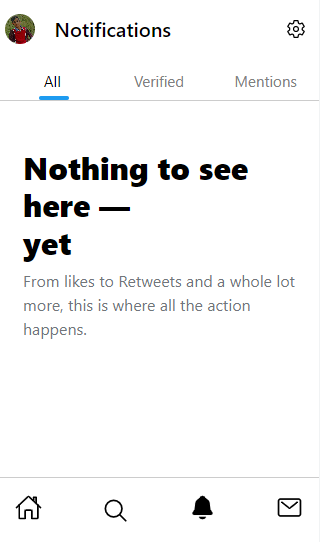 Notifications
All Verified Mentions
Nothing to see
here —
yet
From likes to Retweets and a whole lot
more, this is where all the action
happens.